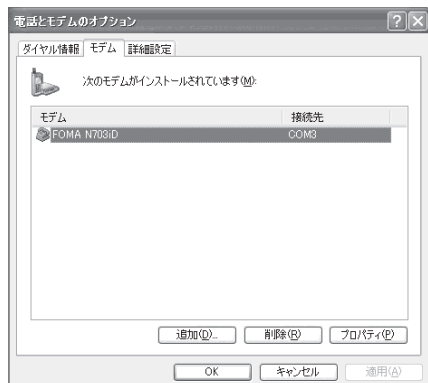 電話とモデムのオプション
ダイヤル情報 モデム 詳細設定
次のモデムがインストールされています(M):
モデム 接続先
FOMA N703iD COM3
追加(D)... 削除(R) プロパティ(P)
OK キャンセル 適用(A)